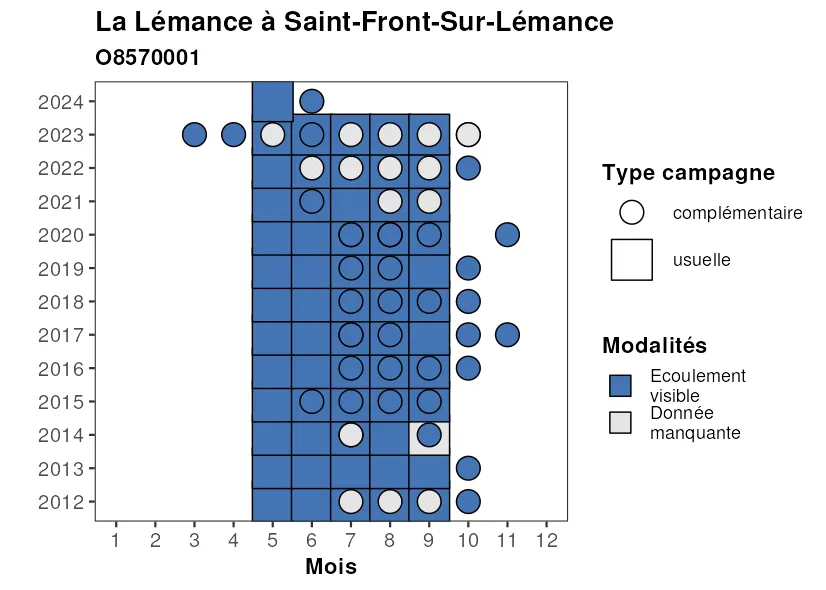 La Lémance à Saint-Front-Sur-Lémance
O8570001
2024
2023
2022
2021
2020
2019
2018
2017
2016
2015
2014
2013
2012
1 2 3 4 5 6 7 8 9 10 11 12
Mois
Type campagne
complémentaire
usuelle
Modalités
Ecoulement
visible
Donnée
manquante